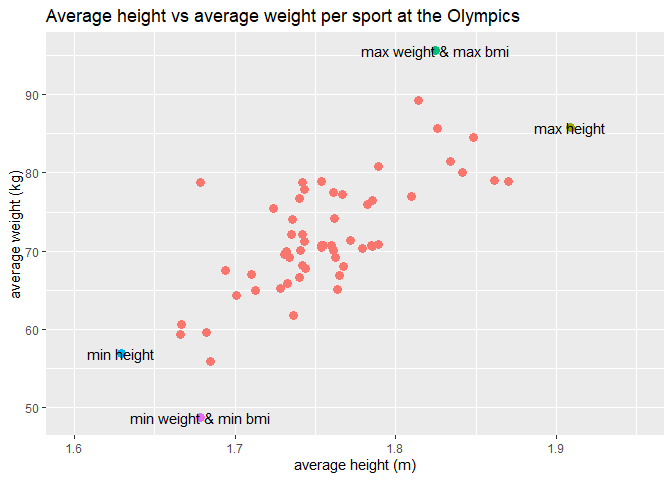 Average height vs average weight per sport at the Olympics
max weight & max bmi
90
max height
80
average weight (kg)
70
60
min height
50
min weight & min bmi
1.6 1.7 1.8 1.9
average height (m)